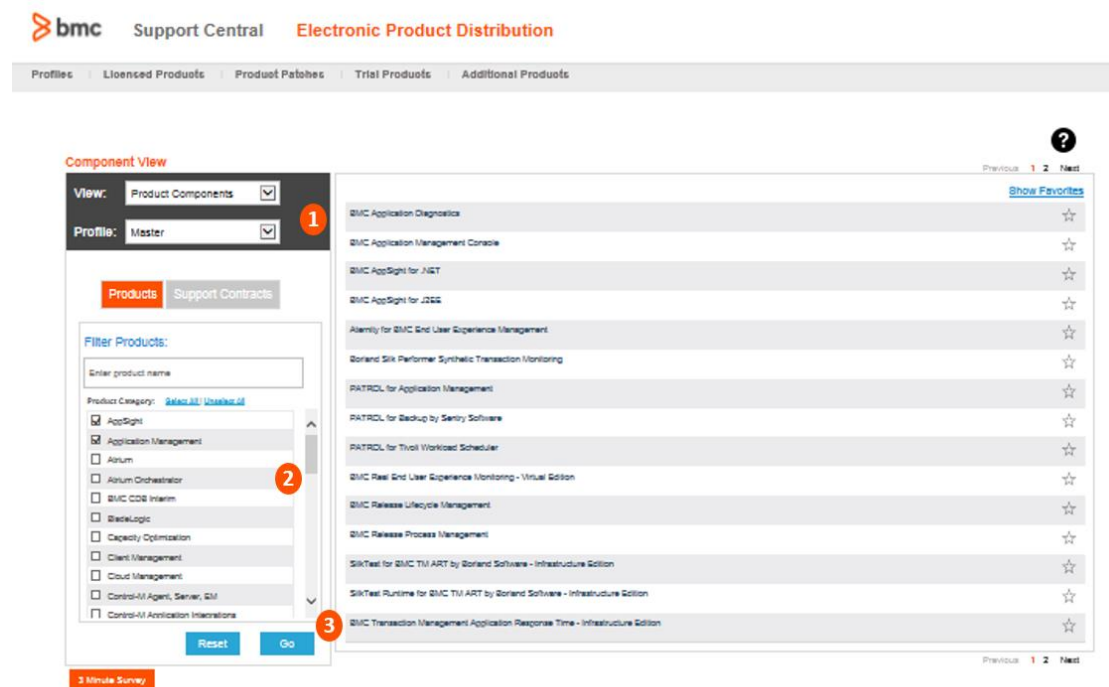 bmc Support Central Electronic Product Distribution
Profiles Licensed Products Product Patches Trial Products Additional Products
?
Component View
Previous 1 2 Next
View: Product Components
Show Favorites
1
Profile: Master
BMC Application Diagnostics
BMC Application Management Console
BMC AppSight for .NET
Products Support Contracts
BMC AppSight for J2EE
Aternity for BMC End User Experience Management
Filter Products:
Borland Silk Performer Synthetic Transaction Monitoring
Enter product name
PATROL for Application Management
Product Category: Select All | Unselect All
AppSight
PATROL for Backup by Sentry Software
Application Management
PATROL for Tivoli Workload Scheduler
Atrium
Atrium Orchestrator
2
BMC Real End User Experience Monitoring - Virtual Edition
BMC CDB Interim
BMC Release Lifecycle Management
BladeLogic
Capacity Optimization
BMC Release Process Management
Client Management
SilkTest for BMC TM ART by Borland Software - Infrastructure Edition
Cloud Management
Control-M Agent, Server, EM
SilkTest Runtime for BMC TM ART by Borland Software - Infrastructure Edition
Control-M Application Integrations
3
BMC Transaction Management Application Response Time - Infrastructure Edition
Reset Go
Previous 1 2 Next
3 Minute Survey